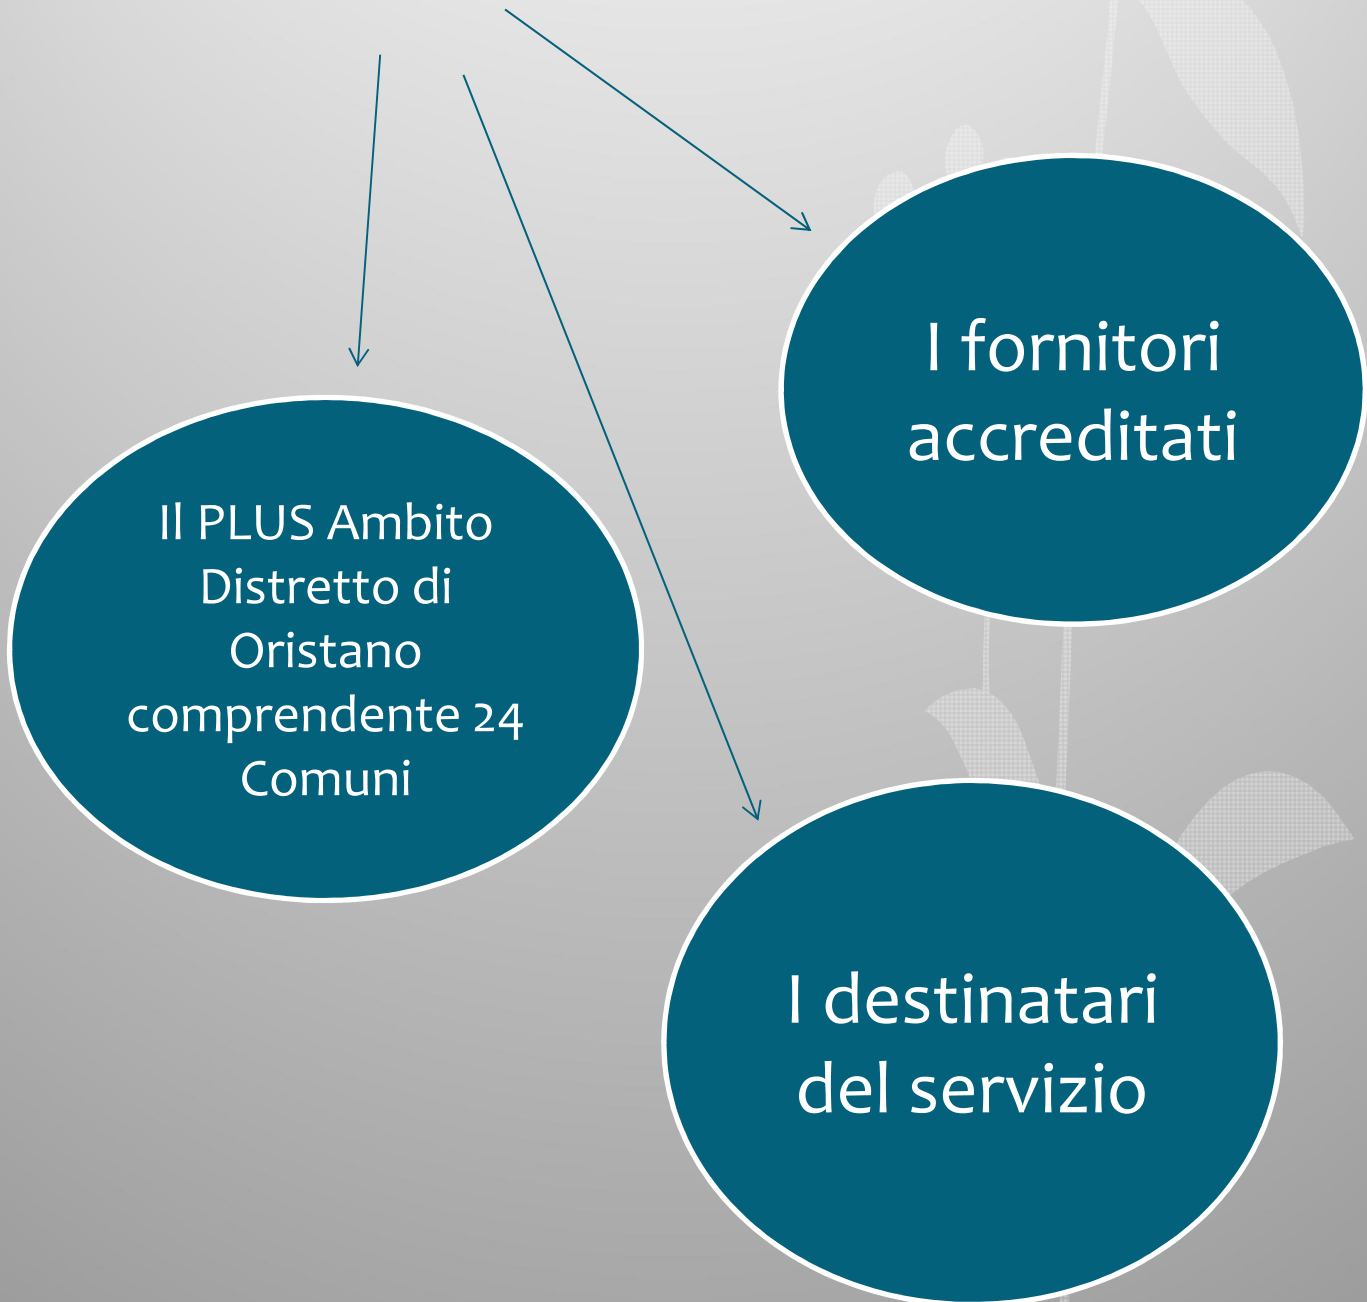 I fornitori
accreditati
Il PLUS Ambito
Distretto di
Oristano
comprendente 24
Comuni
I destinatari
del servizio